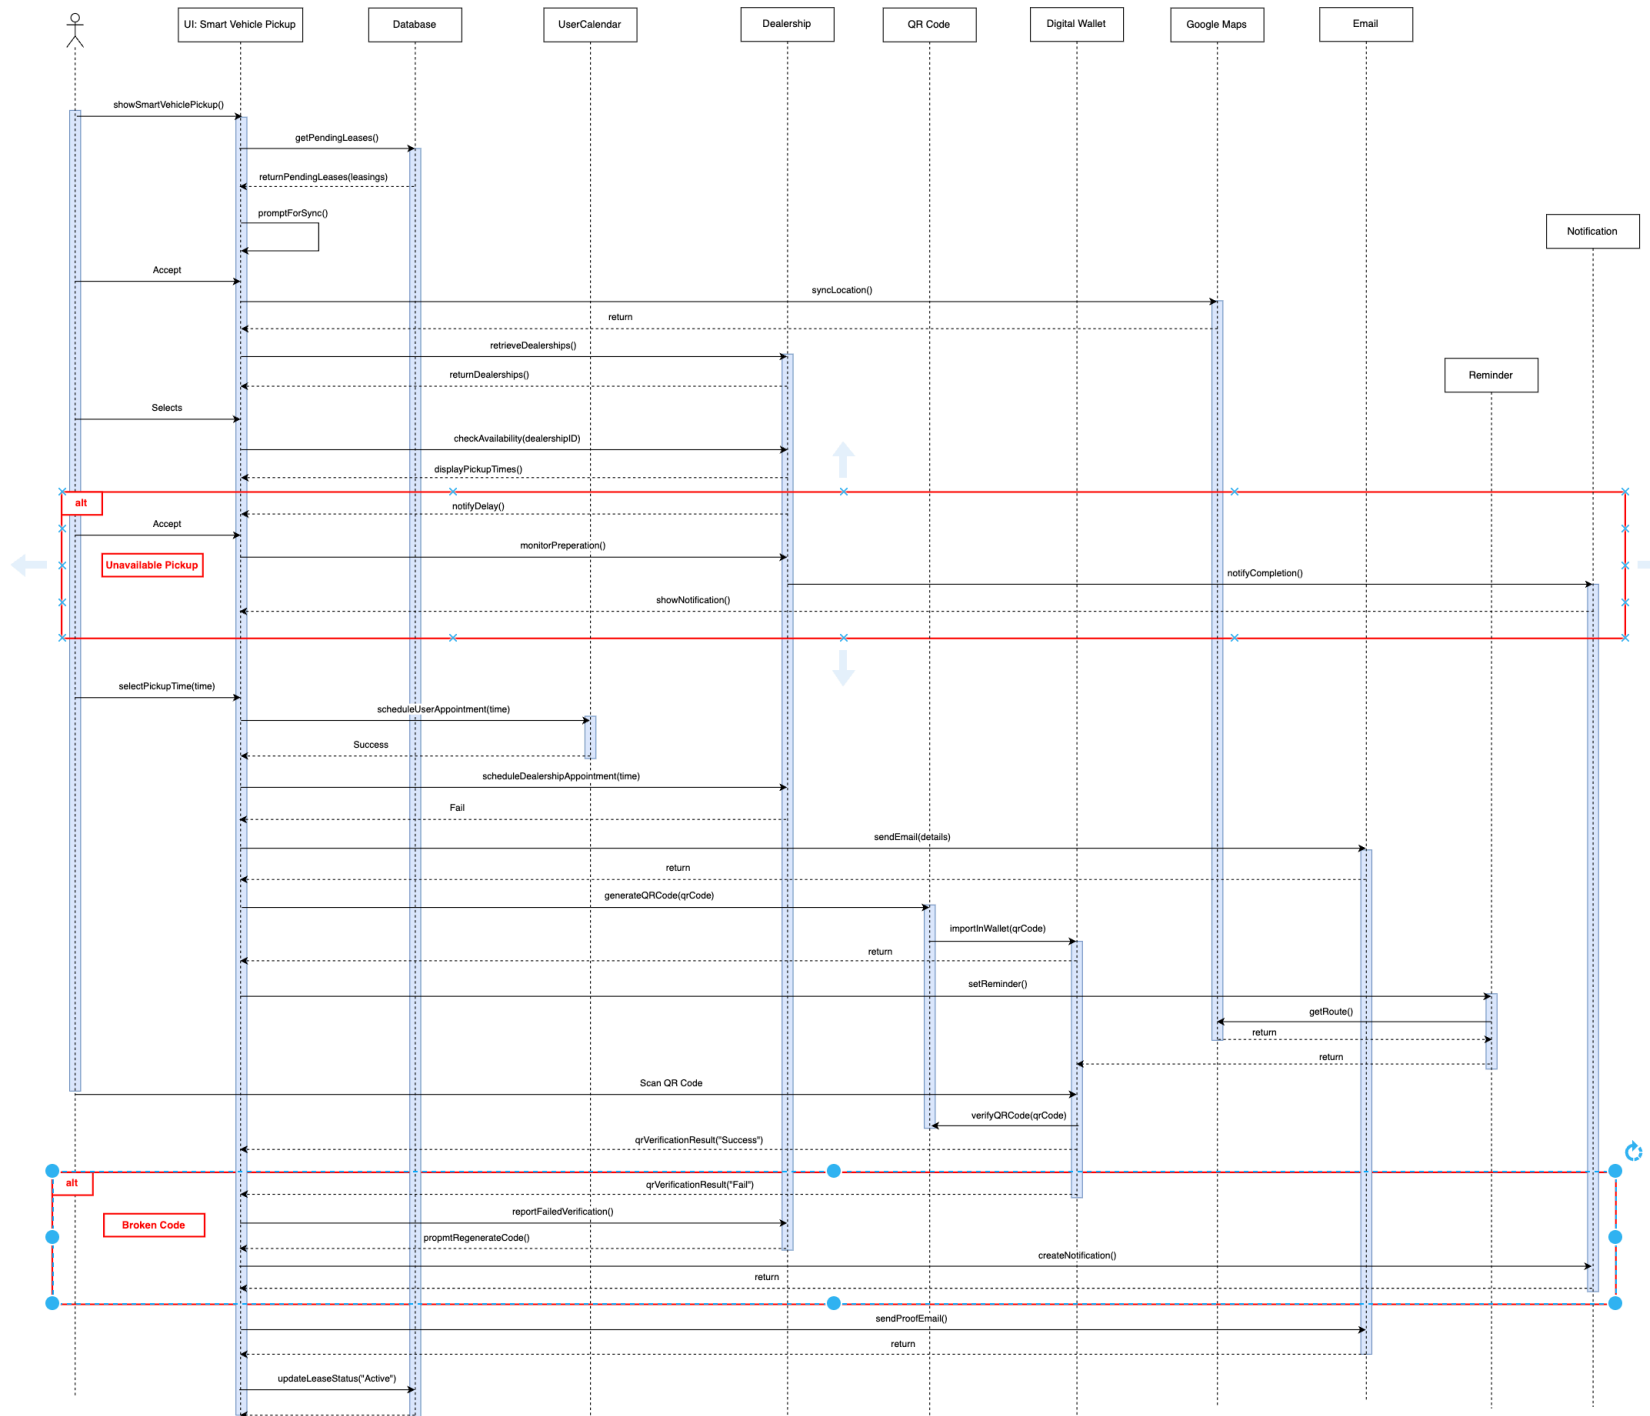 UI: Smart Vehicle Pickup
Database
UserCalendar
Dealership
QR Code
Digital Wallet
Google Maps
Email
showSmartVehiclePickup()
getPendingLeases()
returnPendingLeases(leasings)
promptForSync()
Notification
Accept
syncLocation()
return
retrieveDealerships()
returnDealerships()
Reminder
Selects
checkAvailability(dealershipID)
displayPickupTimes()
alt
notifyDelay()
Accept
monitorPreperation()
Unavailable Pickup
notifyCompletion()
showNotification()
selectPickupTime(time)
scheduleUserAppointment(time)
Success
scheduleDealershipAppointment(time)
Fail
sendEmail(details)
return
generateQRCode(qrCode)
importInWallet(qrCode)
return
setReminder()
getRoute()
return
return
Scan QR Code
verifyQRCode(qrCode)
qrVerificationResult("Success")
alt
qrVerificationResult("Fail")
reportFailedVerification()
Broken Code
propmtRegenerateCode()
createNotification()
return
sendProofEmail()
return
updateLeaseStatus("Active")